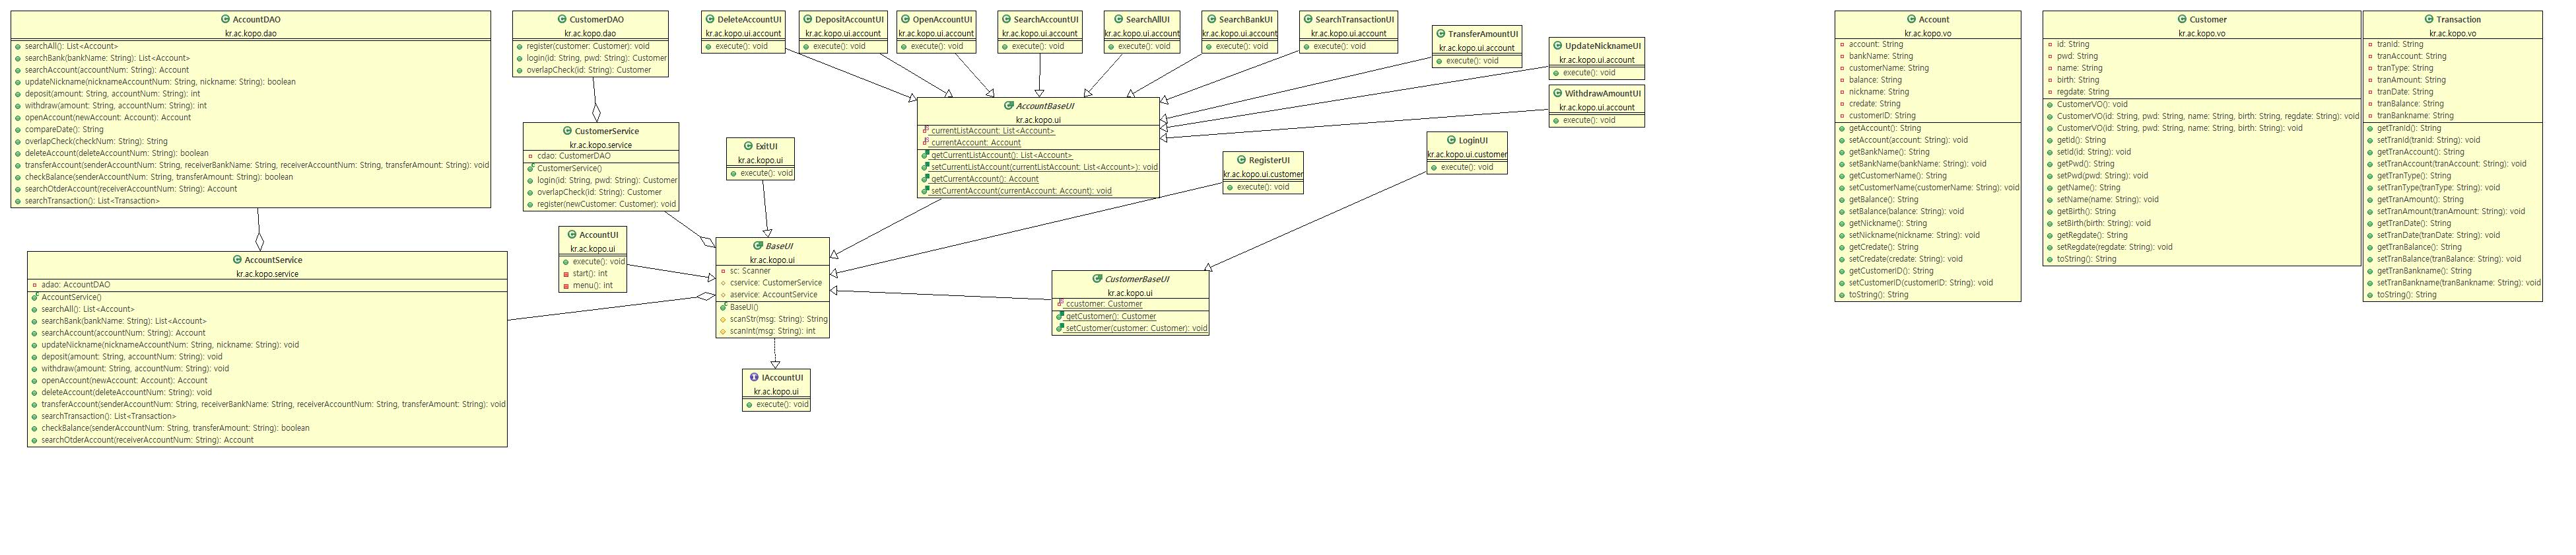 AccountDAO
kr.ac.kopo.dao
searchAll(): List<Account>
searchBank(bankName: String): List<Account>
searchAccount(accountNum: String): Account
updateNickname(nicknameAccountNum: String, nickname: String): boolean
deposit(amount: String, accountNum: String): int
withdraw(amount: String, accountNum: String): int
openAccount(newAccount: Account): Account
compareDate(): String
overlapCheck(checkNum: String): String
deleteAccount(deleteAccountNum: String): boolean
transferAccount(senderAccountNum: String, receiverBankName: String, receiverAccountNum: String, transferAmount: String): void
checkBalance(senderAccountNum: String, transferAmount: String): boolean
searchOtderAccount(receiverAccountNum: String): Account
searchTransaction(): List<Transaction>
AccountService
kr.ac.kopo.service
adao: AccountDAO
AccountService()
searchAll(): List<Account>
searchBank(bankName: String): List<Account>
searchAccount(accountNum: String): Account
updateNickname(nicknameAccountNum: String, nickname: String): void
deposit(amount: String, accountNum: String): void
withdraw(amount: String, accountNum: String): void
openAccount(newAccount: Account): Account
deleteAccount(deleteAccountNum: String): void
transferAccount(senderAccountNum: String, receiverBankName: String, receiverAccountNum: String, transferAmount: String): void
searchTransaction(): List<Transaction>
checkBalance(senderAccountNum: String, transferAmount: String): boolean
searchOtderAccount(receiverAccountNum: String): Account
CustomerDAO
kr.ac.kopo.dao
register(customer: Customer): void
login(id: String, pwd: String): Customer
overlapCheck(id: String): Customer
CustomerService
kr.ac.kopo.service
cdao: CustomerDAO
CustomerService()
login(id: String, pwd: String): Customer
overlapCheck(id: String): Customer
register(newCustomer: Customer): void
AccountUI
kr.ac.kopo.ui
execute(): void
start(): int
menu(): int
DeleteAccountUI
kr.ac.kopo.ui.account
execute(): void
DepositAccountUI
kr.ac.kopo.ui.account
execute(): void
OpenAccountUI
kr.ac.kopo.ui.account
execute(): void
SearchAccountUI
kr.ac.kopo.ui.account
execute(): void
SearchAllUI
kr.ac.kopo.ui.account
execute(): void
SearchBankUI
kr.ac.kopo.ui.account
execute(): void
SearchTransactionUI
kr.ac.kopo.ui.account
execute(): void
TransferAmountUI
kr.ac.kopo.ui.account
execute(): void
UpdateNicknameUI
kr.ac.kopo.ui.account
execute(): void
WithdrawAmountUI
kr.ac.kopo.ui.account
execute(): void
AccountBaseUI
kr.ac.kopo.ui
currentListAccount: List<Account>
currentAccount: Account
getCurrentListAccount(): List<Account>
setCurrentListAccount(currentListAccount: List<Account>): void
getCurrentAccount(): Account
setCurrentAccount(currentAccount: Account): void
ExitUI
kr.ac.kopo.ui
execute(): void
RegisterUI
kr.ac.kopo.ui.customer
execute(): void
LoginUI
kr.ac.kopo.ui.customer
execute(): void
BaseUI
kr.ac.kopo.ui
sc: Scanner
cservice: CustomerService
aservice: AccountService
BaseUI()
scanStr(msg: String): String
scanInt(msg: String): int
IAccountUI
kr.ac.kopo.ui
execute(): void
CustomerBaseUI
kr.ac.kopo.ui
ccustomer: Customer
getCustomer(): Customer
setCustomer(customer: Customer): void
Account
kr.ac.kopo.vo
account: String
bankName: String
customerName: String
balance: String
nickname: String
credate: String
customerID: String
getAccount(): String
setAccount(account: String): void
getBankName(): String
setBankName(bankName: String): void
getCustomerName(): String
setCustomerName(customerName: String): void
getBalance(): String
setBalance(balance: String): void
getNickname(): String
setNickname(nickname: String): void
getCredate(): String
setCredate(credate: String): void
getCustomerID(): String
setCustomerID(customerID: String): void
toString(): String
Customer
kr.ac.kopo.vo
id: String
pwd: String
name: String
birth: String
regdate: String
CustomerVO(): void
CustomerVO(id: String, pwd: String, name: String, birth: String, regdate: String): void
CustomerVO(id: String, pwd: String, name: String, birth: String): void
getId(): String
setId(id: String): void
getPwd(): String
setPwd(pwd: String): void
getName(): String
setName(name: String): void
getBirth(): String
setBirth(birth: String): void
getRegdate(): String
setRegdate(regdate: String): void
toString(): String
Transaction
kr.ac.kopo.vo
tranId: String
tranAccount: String
tranType: String
tranAmount: String
tranDate: String
tranBalance: String
tranBankname: String
getTranId(): String
setTranId(tranId: String): void
getTranAccount(): String
setTranAccount(tranAccount: String): void
getTranType(): String
setTranType(tranType: String): void
getTranAmount(): String
setTranAmount(tranAmount: String): void
getTranDate(): String
setTranDate(tranDate: String): void
getTranBalance(): String
setTranBalance(tranBalance: String): void
getTranBankname(): String
setTranBankname(tranBankname: String): void
toString(): String